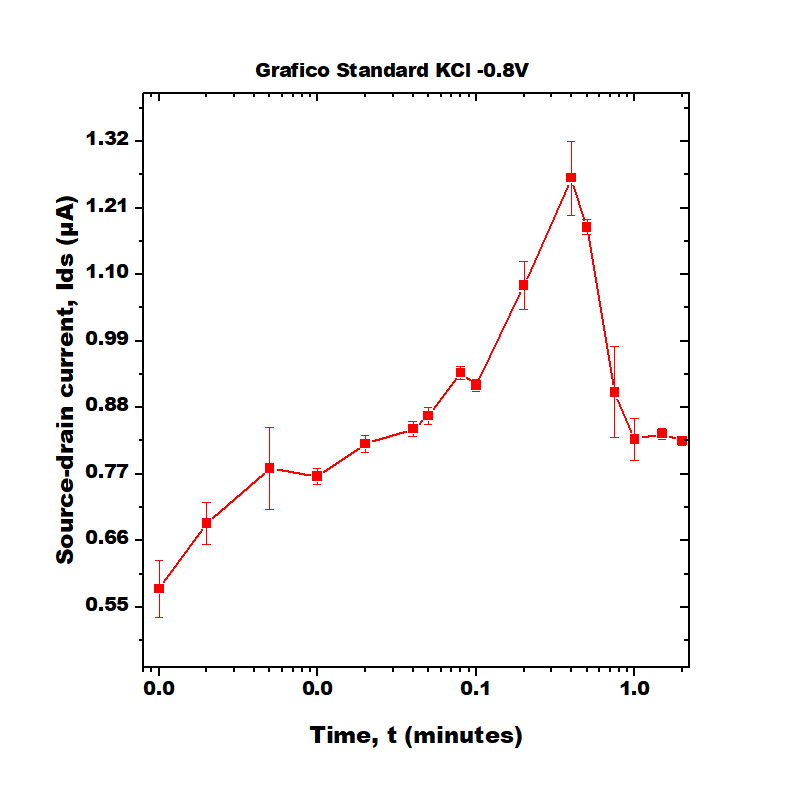 Grafico Standard KCl -0.8V
1.32
1.21
1.10
0.99
0.88
0.77
0.66
0.55
Source-drain current, Ids (µA)
0.0 0.0 0.1 1.0
Time, t (minutes)